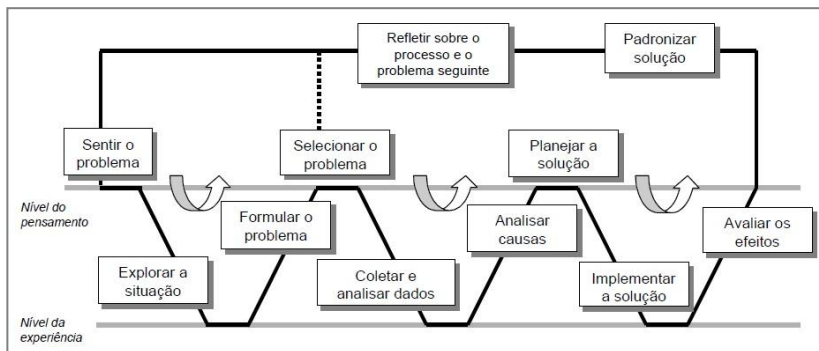 Refletir sobre o
processo e o
problema seguinte
Padronizar
solução
Sentir o
problema
Selecionar o
problema
Planejar a
solução
Nível do
pensamento
Formular o
problema
Analisar
causas
Avaliar os
efeitos
Explorar a
situação
Coletar e
analisar dados
Implementar
a solução
Nível da
experiência